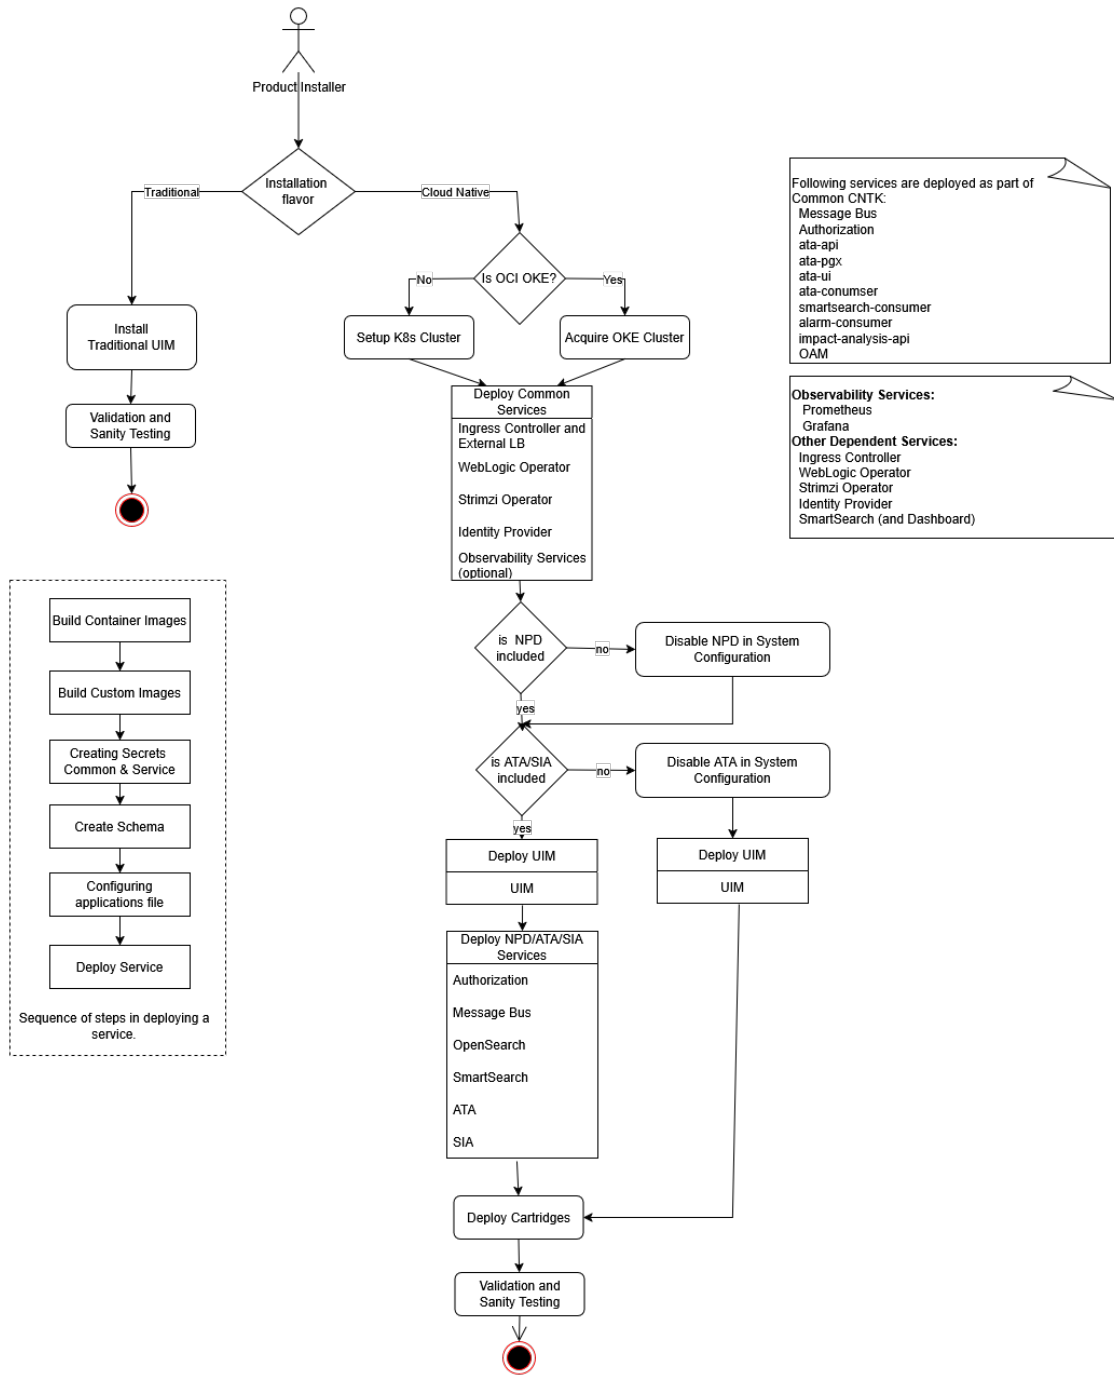 Product Installer
Installation
flavor
Traditional
Cloud Native
Is OCI OKE?
No
Yes
Install
Traditional UIM
Setup K8s Cluster
Acquire OKE Cluster
Validation and
Sanity Testing
Deploy Common
Services
Ingress Controller and
External LB
WebLogic Operator
Strimzi Operator
Identity Provider
Observability Services
(optional)
Following services are deployed as part of
Common CNTK:
Message Bus
Authorization
ata-api
ata-pgx
ata-ui
ata-conumser
smartsearch-consumer
alarm-consumer
impact-analysis-api
OAM
Observability Services:
Prometheus
Grafana
Other Dependent Services:
Ingress Controller
WebLogic Operator
Strimzi Operator
Identity Provider
SmartSearch (and Dashboard)
Build Container Images
Build Custom Images
Creating Secrets
Common & Service
Create Schema
Configuring
applications file
Deploy Service
Sequence of steps in deploying a
service.
is NPD
included
no
Disable NPD in System
Configuration
yes
is ATA/SIA
included
no
Disable ATA in System
Configuration
yes
Deploy UIM
UIM
Deploy UIM
UIM
Deploy NPD/ATA/SIA
Services
Authorization
Message Bus
OpenSearch
SmartSearch
ATA
SIA
Deploy Cartridges
Validation and
Sanity Testing